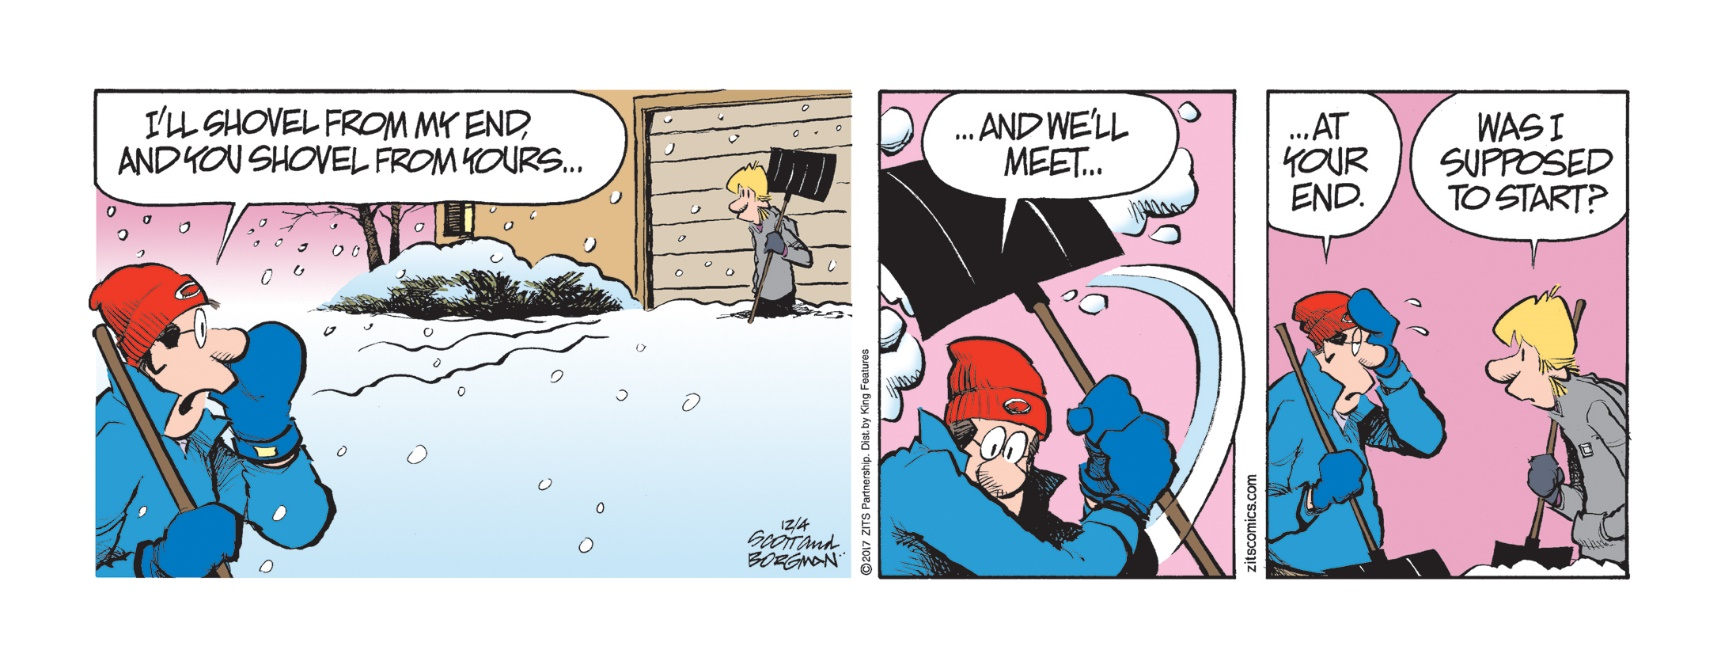 I'LL SHOVEL FROM MY END,
AND YOU SHOVEL FROM YOURS...
12/4
SCOTT and
BORGMAN
©2017 ZITS Partnership. Dist. by King Features
...AND WE'LL
MEET...
zitscomics.com
...AT
YOUR
END.
WAS I
SUPPOSED
TO START?